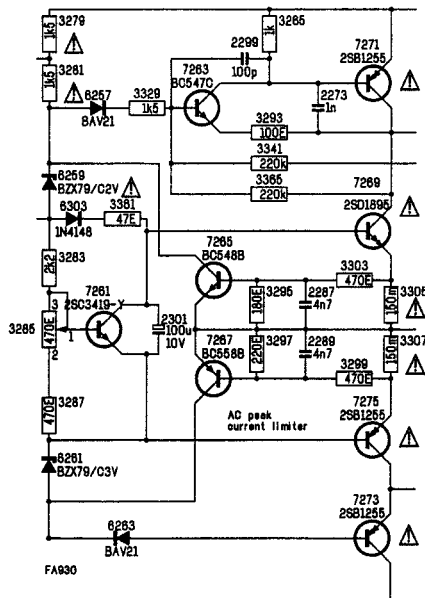 3279
1k5
3265
1k
2299
100p
7263
BC547C
7271
2SB1255
3281
1k5
6257
BAV21
3329
1k5
2273
1n
3293
100E
3341
220k
3365
220k
7269
2SD1895
6259
BZX79/C2V
6303
1N4148
3361
47E
3283
2k2
7261
2SC3419-Y
7265
BC548B
3303
470E
3285
470E
3
1
2
2301
100u
10V
3295
180E
2287
4n7
150m
3305
7267
BC558B
3297
220E
2289
4n7
3299
470E
150m
3307
3287
470E
AC peak
current limiter
7275
2SB1255
6261
BZX79/C3V
6263
BAV21
7273
2SB1255
FA930